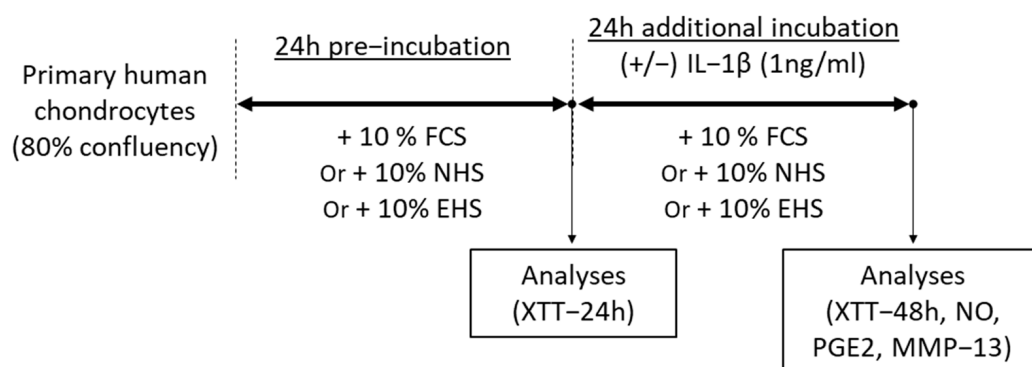 24h pre−incubation
24h additional incubation
(+/−) IL−1β (1ng/ml)
Primary human
chondrocytes
(80% confluency)
+ 10 % FCS
Or + 10% NHS
Or + 10% EHS
+ 10 % FCS
Or + 10% NHS
Or + 10% EHS
Analyses
(XTT−24h)
Analyses
(XTT−48h, NO,
PGE2, MMP−13)